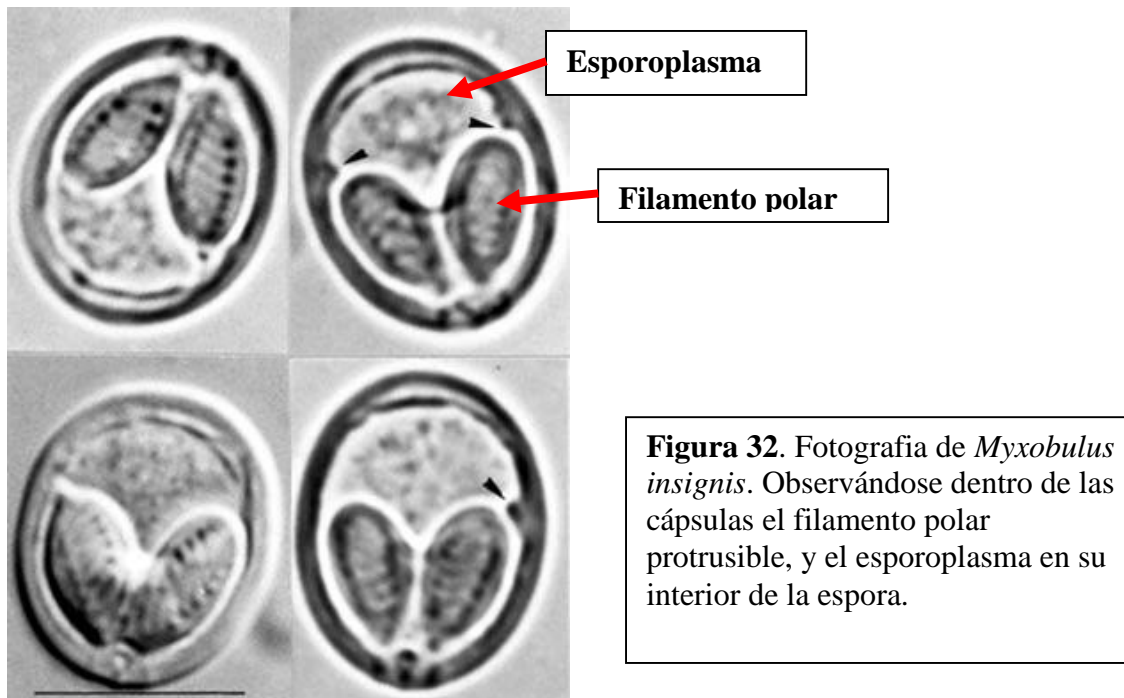 Esporoplasma
Filamento polar
Figura 32. Fotografia de Myxobulus
insignis. Observándose dentro de las
cápsulas el filamento polar
protrusible, y el esporoplasma en su
interior de la espora.